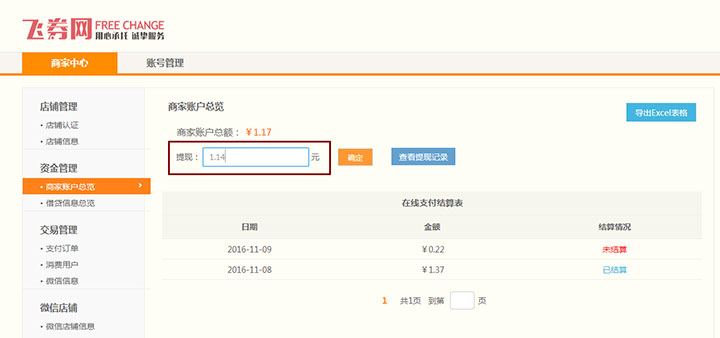 飞券网 FREE CHANGE
用心承托 诚挚服务
商家中心 账号管理
店铺管理
• 店铺认证
• 店铺信息
资金管理
• 商家账户总览 >
• 借贷信息总览
交易管理
• 支付订单
• 消费用户
• 微信信息
微信店铺
• 微信店铺信息
商家账户总览
导出Excel表格
商家账户总额：￥1.17
提现： 1.14 元 确定 查看提现记录
在线支付结算表
日期 金额 结算情况
2016-11-09 ￥0.22 未结算
2016-11-08 ￥1.37 已结算
1 共1页 到第 页